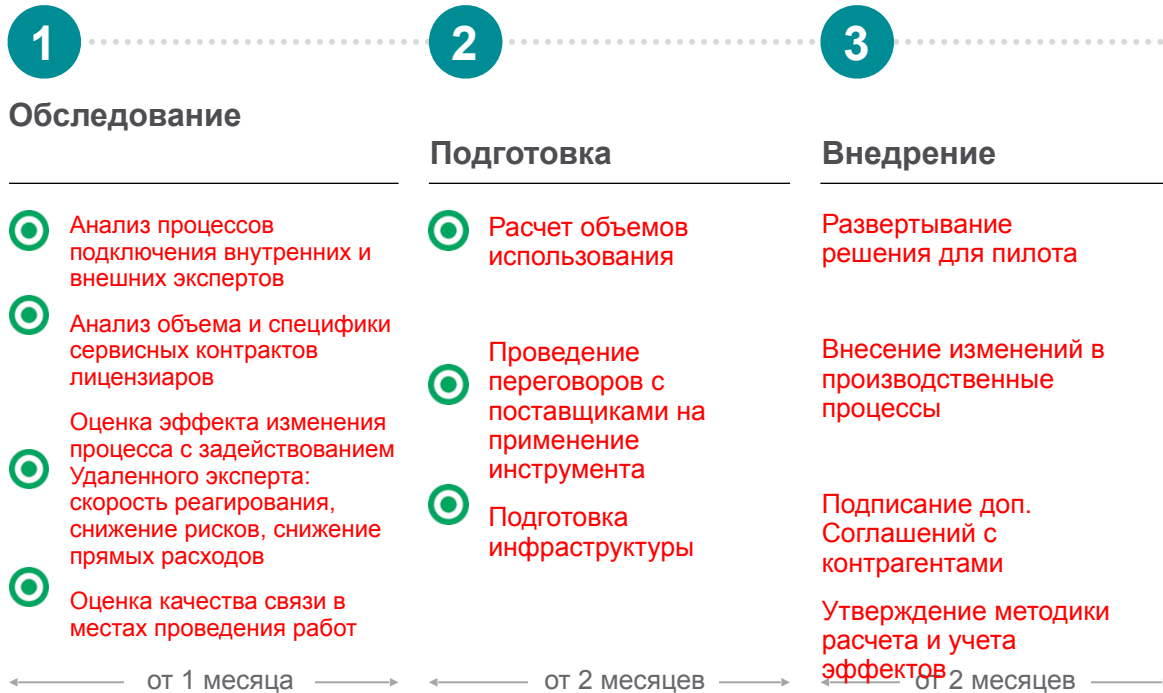 1
2
3
Обследование
Подготовка
Внедрение
Анализ процессов
подключения внутренних и
внешних экспертов
Анализ объема и специфики
сервисных контрактов
лицензиаров
Оценка эффекта изменения
процесса с задействованием
Удаленного эксперта:
скорость реагирования,
снижение рисков, снижение
прямых расходов
Оценка качества связи в
местах проведения работ
от 1 месяца
Расчет объемов
использования
Проведение
переговоров с
поставщиками на
применение
инструмента
Подготовка
инфраструктуры
от 2 месяцев
Развертывание
решения для пилота
Внесение изменений в
производственные
процессы
Подписание доп.
Соглашений с
контрагентами
Утверждение методики
расчета и учета
эффектов
от 2 месяцев